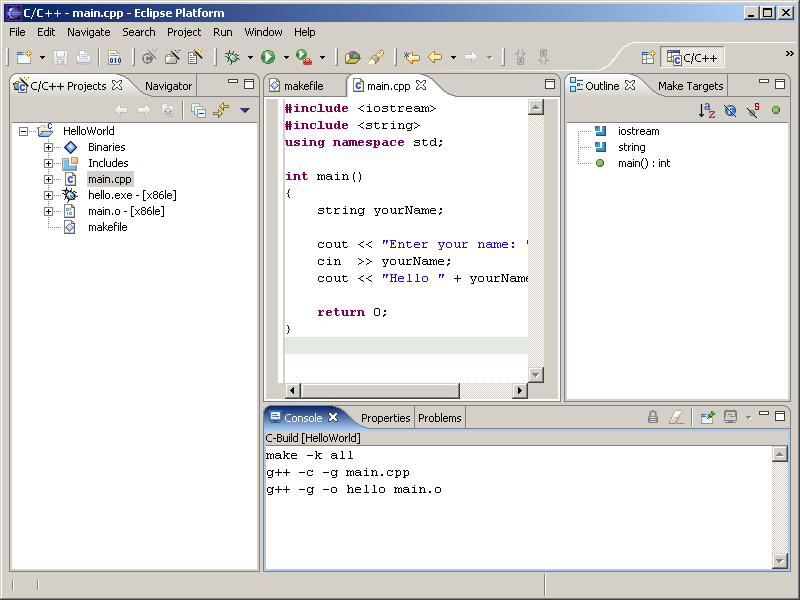 C/C++ - main.cpp - Eclipse Platform
File Edit Navigate Search Project Run Window Help
010
C/C++
»
C/C++ Projects Navigator
HelloWorld
Binaries
Includes
main.cpp
hello.exe - [x86le]
main.o - [x86le]
makefile
makefile main.cpp
#include <iostream>
#include <string>
using namespace std;
int main()
{
string yourName;
cout << "Enter your name: "
cin >> yourName;
cout << "Hello " + yourName
return 0;
}
Outline Make Targets
iostream
string
main() : int
Console Properties Problems
C-Build [HelloWorld]
make -k all
g++ -c -g main.cpp
g++ -g -o hello main.o